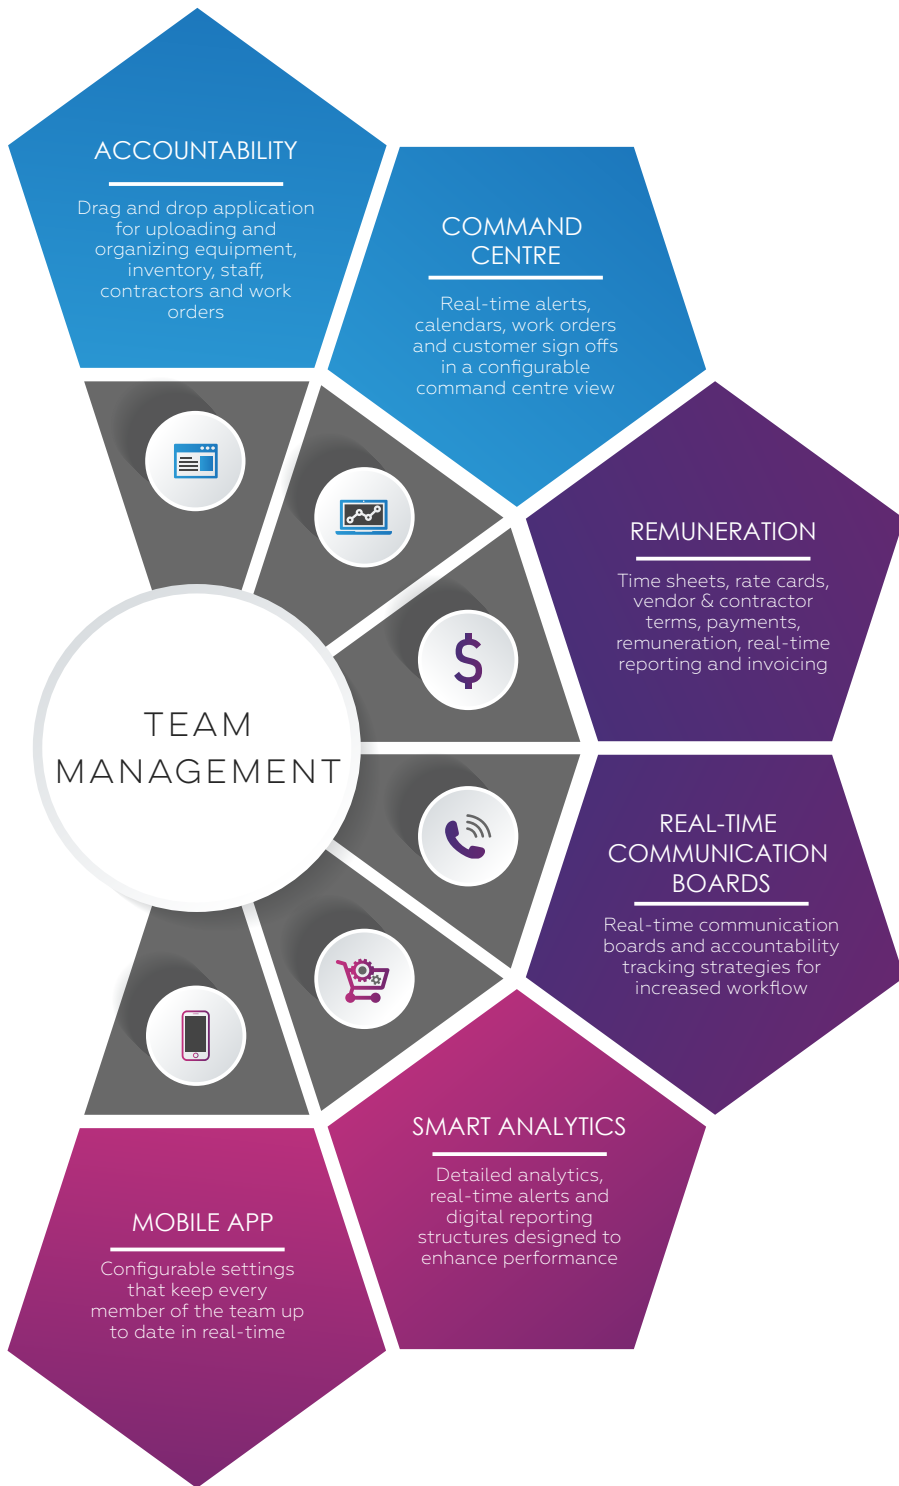 ACCOUNTABILITY
Drag and drop application
for uploading and
organizing equipment,
inventory, staff,
contractors and work
orders
COMMAND
CENTRE
Real-time alerts,
calendars, work orders
and customer sign offs
in a configurable
command centre view
REMUNERATION
Time sheets, rate cards,
vendor & contractor
terms, payments,
remuneration, real-time
reporting and invoicing
TEAM
MANAGEMENT
REAL-TIME
COMMUNICATION
BOARDS
Real-time communication
boards and accountability
tracking strategies for
increased workflow
SMART ANALYTICS
Detailed analytics,
real-time alerts and
digital reporting
structures designed to
enhance performance
MOBILE APP
Configurable settings
that keep every
member of the team up
to date in real-time